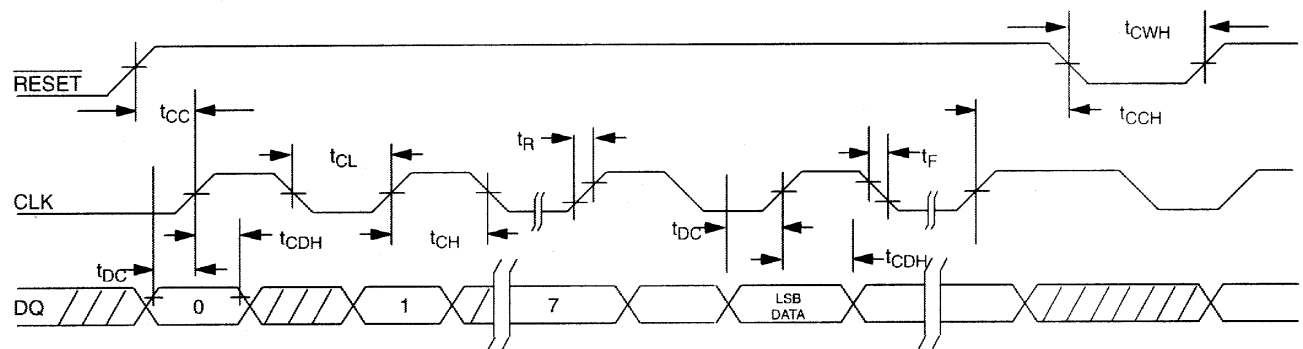 tCWH
RESET
tCC
tCCH
tR
tCL
tF
CLK
tCDH
tCH
tDC
tCDH
tDC
DQ
0
1
7
LSB
DATA